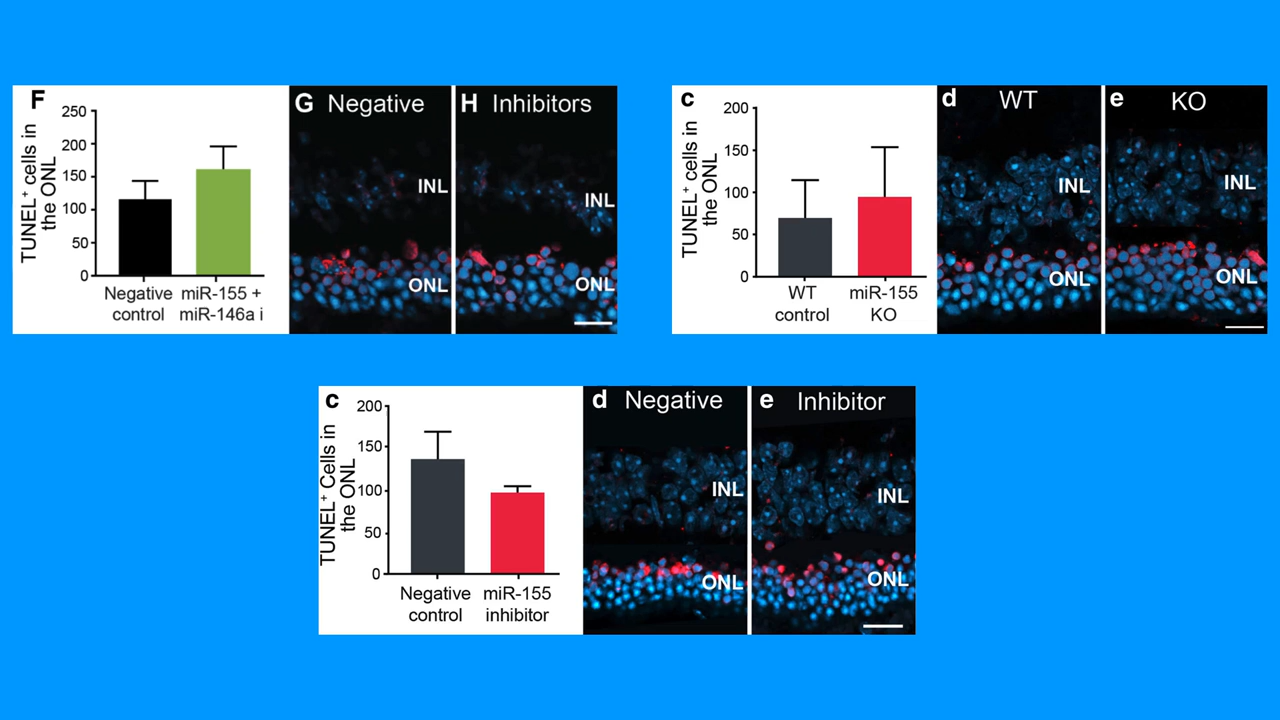 F
TUNEL+ cells in
the ONL
250
200
150
100
50
0
Negative
control
miR-155 +
miR-146a i
G Negative
INL
ONL
H Inhibitors
INL
ONL
c
TUNEL+ cells in
the ONL
200
150
100
50
0
WT
control
miR-155
KO
d WT
INL
ONL
e KO
INL
ONL
c
TUNEL+ Cells in
the ONL
200
150
100
50
0
Negative
control
miR-155
inhibitor
d Negative
INL
ONL
e Inhibitor
INL
ONL